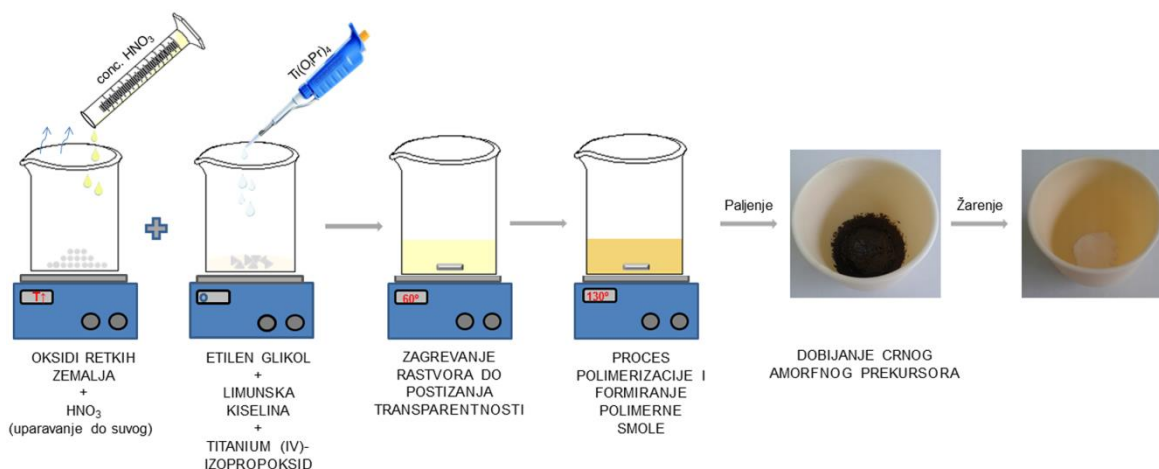 conc. HNO3
Ti(OiPr)4
T↑
60°
130°
Paljenje
Žarenje
OKSIDI RETKIH
ZEMALJA
+
HNO3
(uparavanje do suvog)
ETILEN GLIKOL
+
LIMUNSKA
KISELINA
+
TITANIUM (IV)-
IZOPROPOKSID
ZAGREVANJE
RASTVORA DO
POSTIZANJA
TRANSPARENTNOSTI
PROCES
POLIMERIZACIJE I
FORMIRANJE
POLIMERNE
SMOLE
DOBIJANJE CRNOG
AMORFNOG PREKURSORA